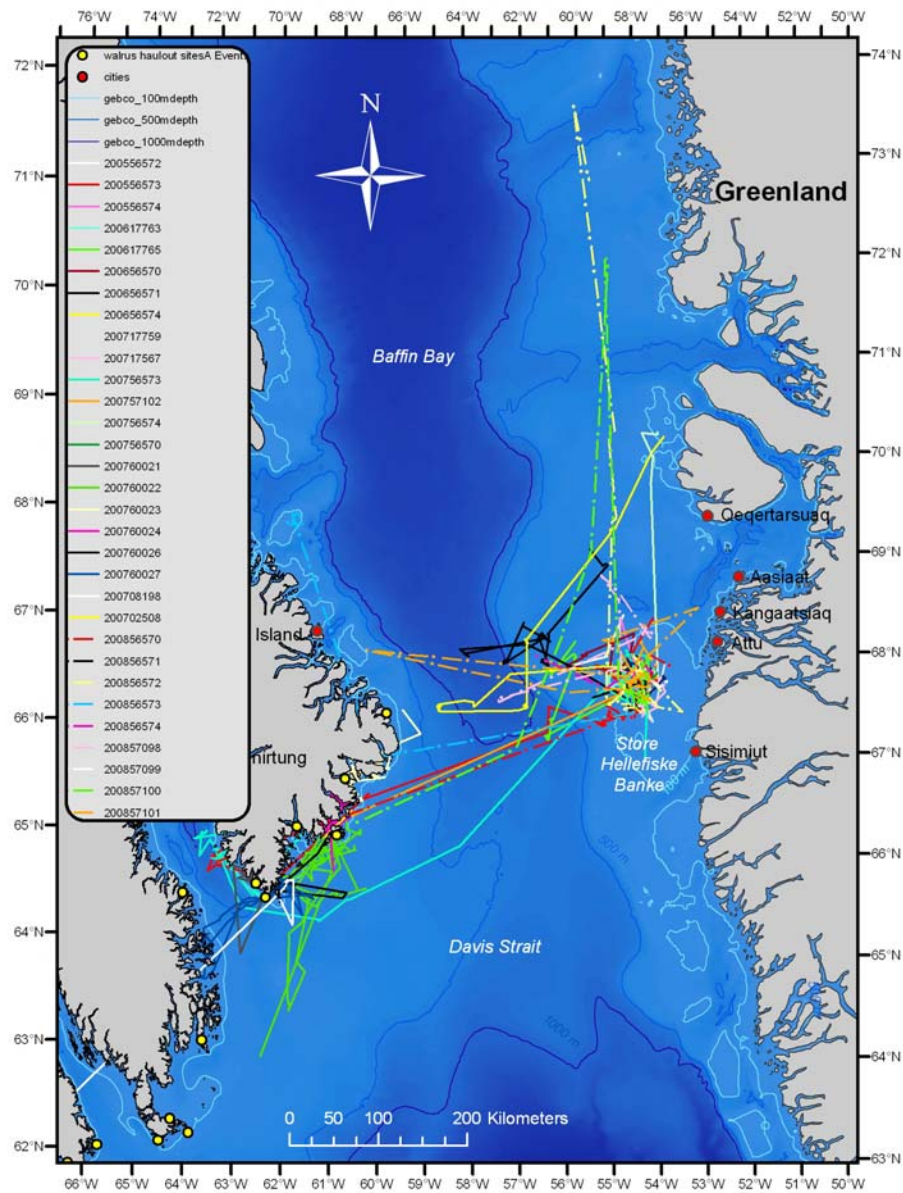 70°W 68°W 66°W 64°W 62°W 60°W 58°W 56°W 54°W 52°W 50°W
walrus haulout sitesA Event
cities
gebco_100mdepth
gebco_500mdepth
gebco_1000mdepth
200556572
200556573
200556574
200617763
200617765
200656570
200656571
200656574
200717759
200717567
200756573
200757102
200756574
200756570
200760021
200760022
200760023
200760024
200760026
200760027
200708198
200702508
200856570
200856571
200856572
200856573
200856574
200857098
200857099
200857100
200857101
N
Greenland
Baffin Bay
Qeqertarsuaq
Aasiaat
Kangaatsiaq
Attu
Island
Sisimiut
nirtung
Store
Hellefiske
Banke
500 m
Davis Strait
1000 m
0 50 100 200 Kilometers
72°N
71°N
70°N
69°N
68°N
67°N
66°N
65°N
64°N
63°N
62°N
74°N
73°N
72°N
71°N
70°N
69°N
68°N
67°N
66°N
65°N
64°N
63°N
76°W 74°W 72°W 70°W 68°W 66°W 64°W 62°W 60°W 58°W 57°W 56°W 55°W 54°W 53°W 52°W 51°W 50°W